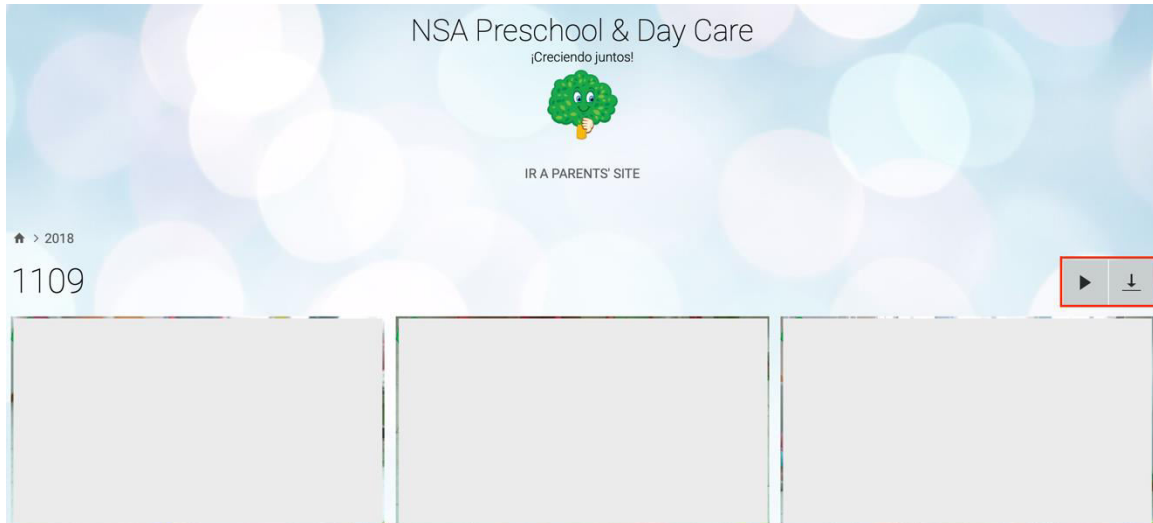 NSA Preschool & Day Care
¡Creciendo juntos!
IR A PARENTS' SITE
> 2018
1109